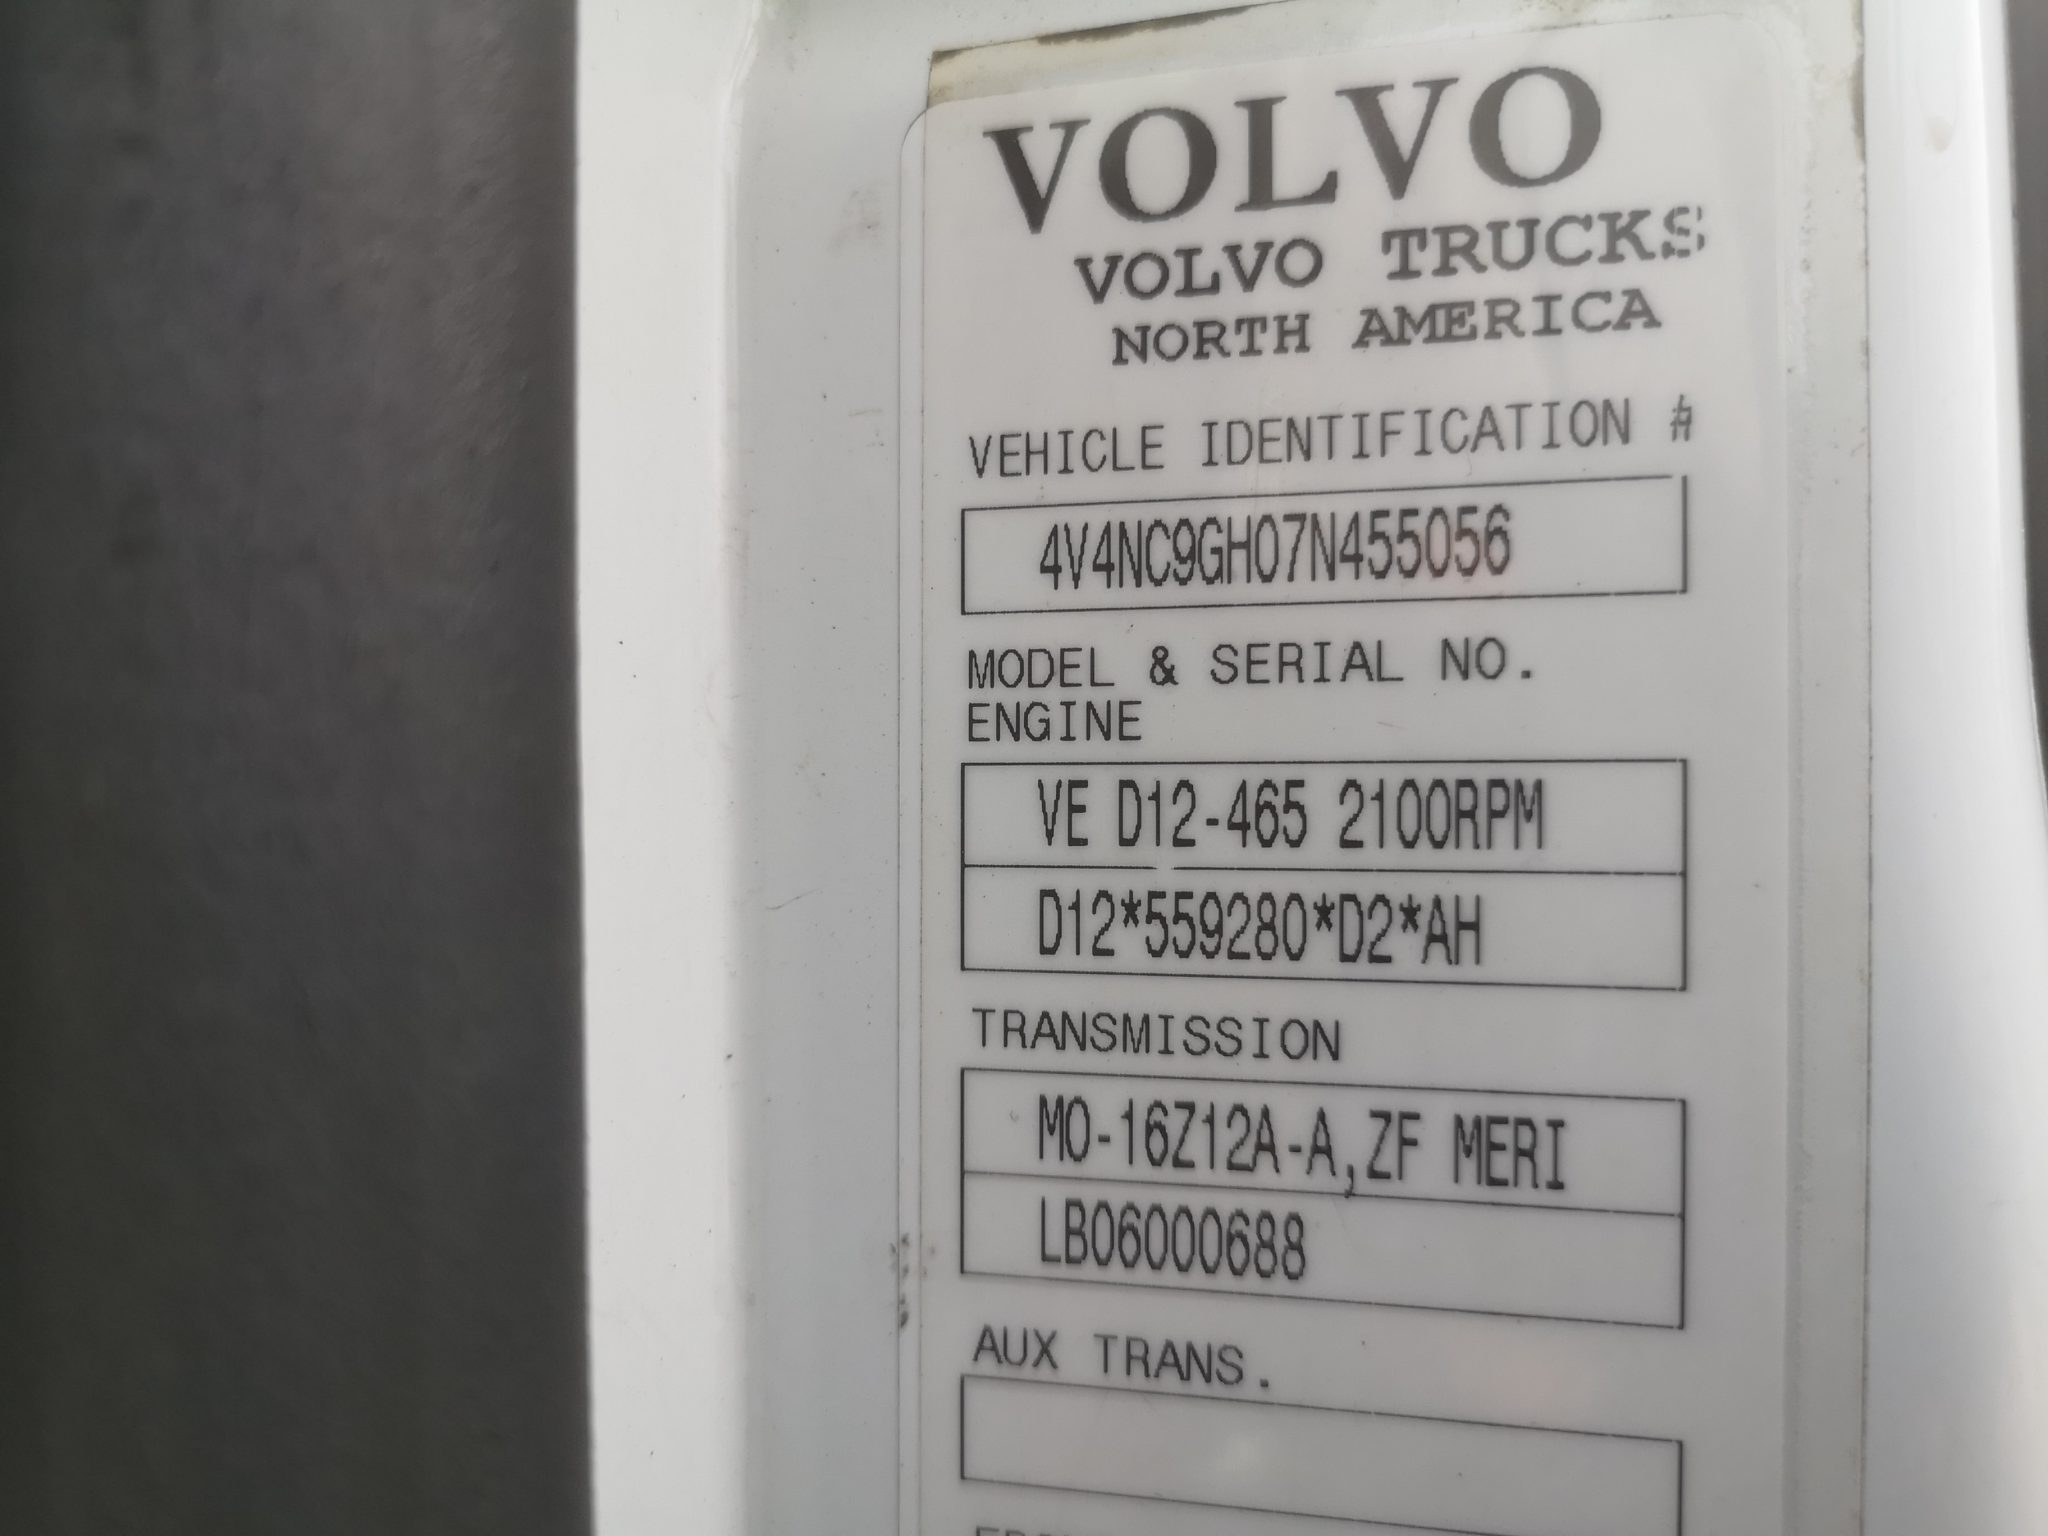 VOLVO
VOLVO TRUCKS
NORTH AMERICA
VEHICLE IDENTIFICATION #
4V4NC9GH07N455056
MODEL & SERIAL NO.
ENGINE
VE D12-465 2100RPM
D12*559280*D2*AH
TRANSMISSION
MO-16Z12A-A,ZF MERI
LB06000688
AUX TRANS.